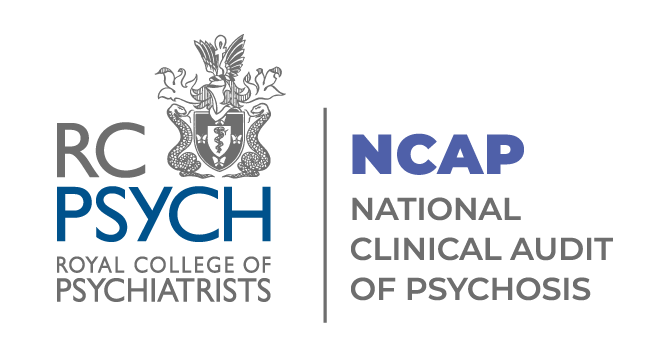 RC
PSYCH
ROYAL COLLEGE OF
PSYCHIATRISTS
NCAP
NATIONAL
CLINICAL AUDIT
OF PSYCHOSIS